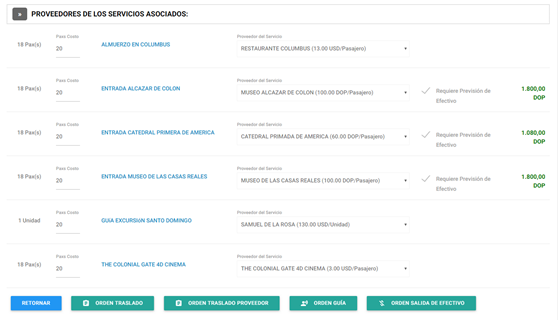 » PROVEEDORES DE LOS SERVICIOS ASOCIADOS:
Pass Costo Proveedor del Servicio
18 Pax(s) 20 ALMUERZO EN COLUMBUS RESTAURANTE COLUMBUS (13.00 USD/Pasajero)
Pass Costo Proveedor del Servicio
18 Pax(s) 20 ENTRADA ALCAZAR DE COLON MUSEO ALCAZAR DE COLON (100.00 DOP/Pasajero) Requiere Previsión de Efectivo 1.800,00 DOP
Pass Costo Proveedor del Servicio
18 Pax(s) 20 ENTRADA CATEDRAL PRIMERA DE AMERICA CATEDRAL PRIMADA DE AMERICA (60.00 DOP/Pasajero) Requiere Previsión de Efectivo 1.080,00 DOP
Pass Costo Proveedor del Servicio
18 Pax(s) 20 ENTRADA MUSEO DE LAS CASAS REALES MUSEO DE LAS CASAS REALES (100.00 DOP/Pasajero) Requiere Previsión de Efectivo 1.800,00 DOP
Pass Costo Proveedor del Servicio
1 Unidad 20 GUIA EXCURSION SANTO DOMINGO SAMUEL DE LA ROSA (130.00 USD/Unidad)
Pass Costo Proveedor del Servicio
18 Pax(s) 20 THE COLONIAL GATE 4D CINEMA THE COLONIAL GATE 4D CINEMA (3.00 USD/Pasajero)
RETORNAR ORDEN TRASLADO ORDEN TRASLADO PROVEEDOR ORDEN GUÍA ORDEN SALIDA DE EFECTIVO